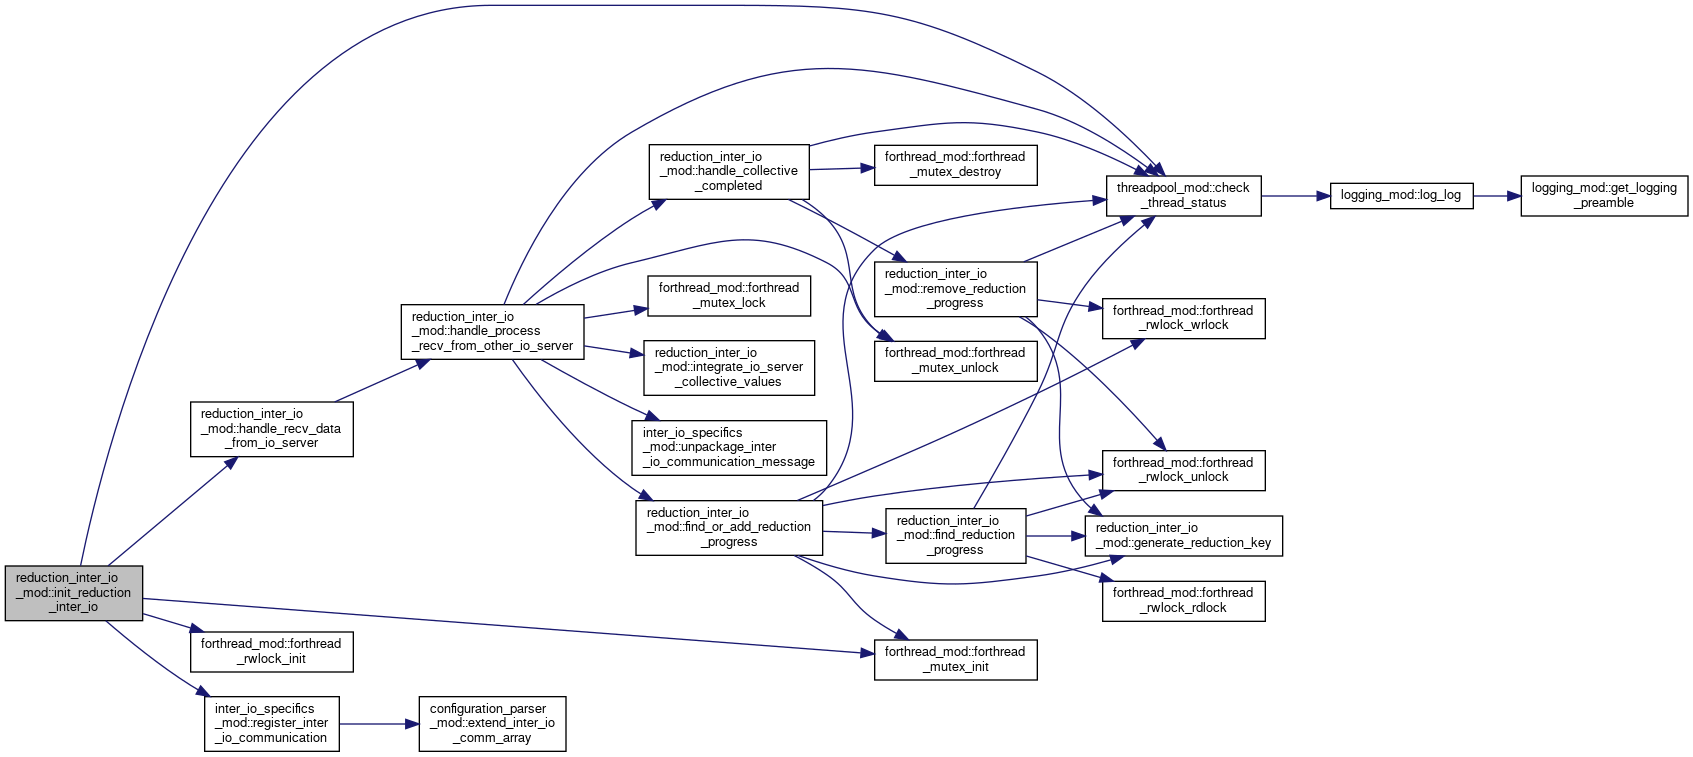 reduction_inter_io
_mod::init_reduction
_inter_io
reduction_inter_io
_mod::handle_recv_data
_from_io_server
forthread_mod::forthread
_rwlock_init
inter_io_specifics
_mod::register_inter
_io_communication
reduction_inter_io
_mod::handle_process
_recv_from_other_io_server
configuration_parser
_mod::extend_inter_io
_comm_array
reduction_inter_io
_mod::handle_collective
_completed
forthread_mod::forthread
_mutex_lock
reduction_inter_io
_mod::integrate_io_server
_collective_values
inter_io_specifics
_mod::unpackage_inter
_io_communication_message
reduction_inter_io
_mod::find_or_add_reduction
_progress
forthread_mod::forthread
_mutex_destroy
reduction_inter_io
_mod::remove_reduction
_progress
forthread_mod::forthread
_mutex_unlock
reduction_inter_io
_mod::find_reduction
_progress
forthread_mod::forthread
_mutex_init
threadpool_mod::check
_thread_status
forthread_mod::forthread
_rwlock_wrlock
forthread_mod::forthread
_rwlock_unlock
reduction_inter_io
_mod::generate_reduction_key
forthread_mod::forthread
_rwlock_rdlock
logging_mod::log_log
logging_mod::get_logging
_preamble